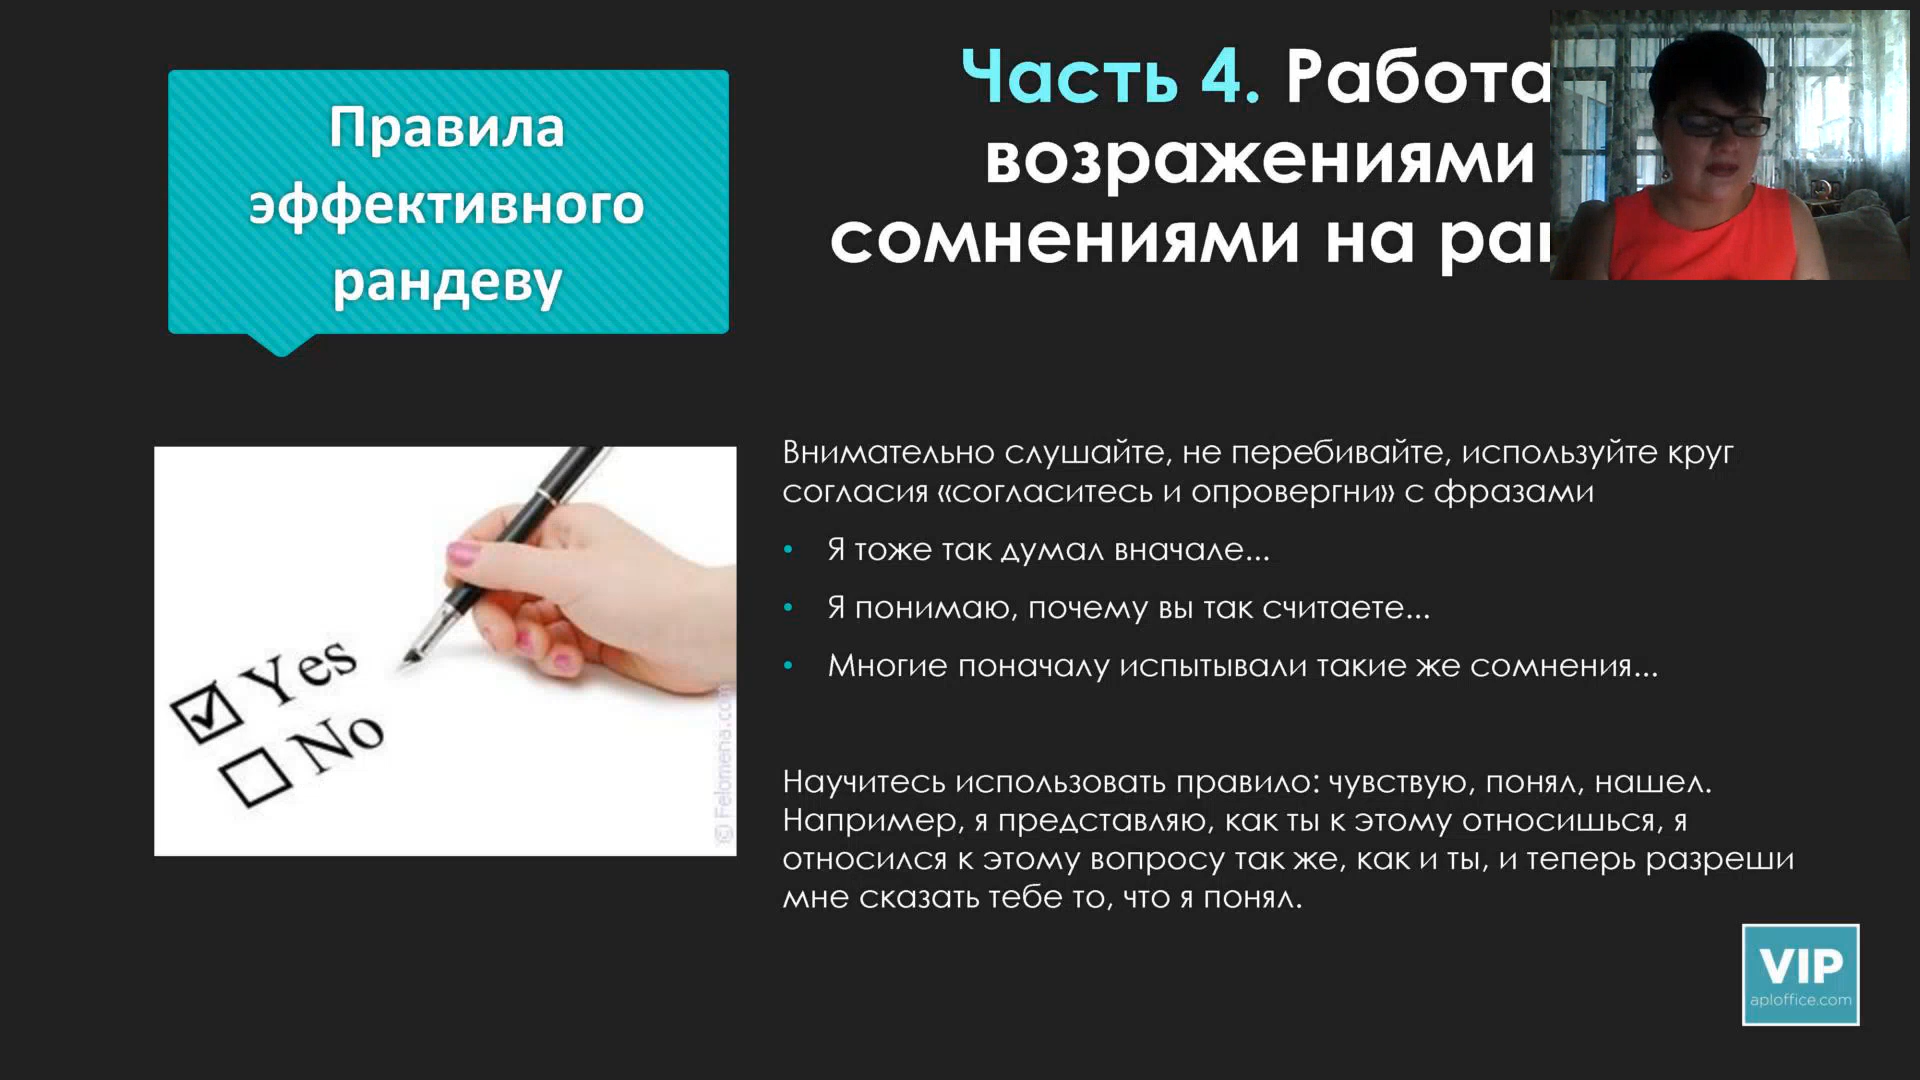 Правила
эффективного
рандеву
Часть 4. Работа
возражениями
сомнениями на
Внимательно слушайте, не перебивайте, используйте круг
согласия «согласитесь и опровергни» с фразами
• Я тоже так думал вначале...
• Я понимаю, почему вы так считаете...
• Многие поначалу испытывали такие же сомнения...
Научитесь использовать правило: чувствую, понял, нашел.
Например, я представляю, как ты к этому относишься, я
относился к этому вопросу так же, как и ты, и теперь разреши
мне сказать тебе то, что я понял.
Yes
No
© Felomena.com
VIP
aploffice.com